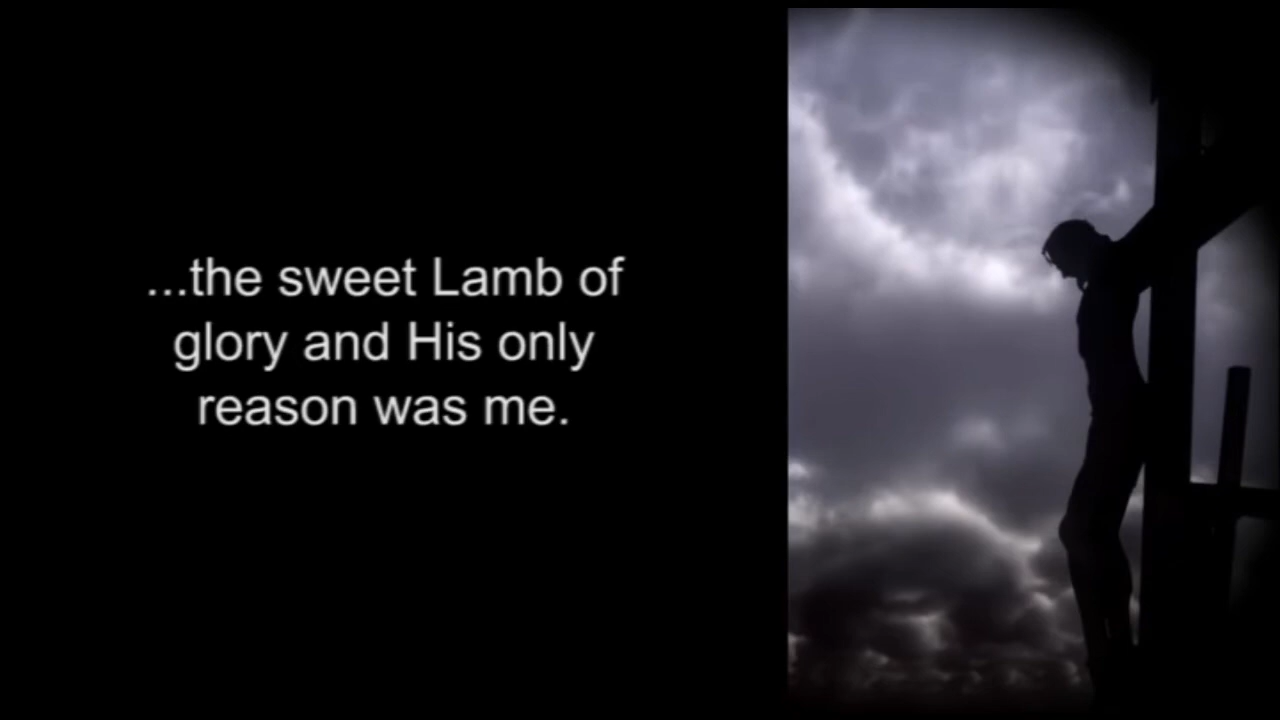 ...the sweet Lamb of
glory and His only
reason was me.